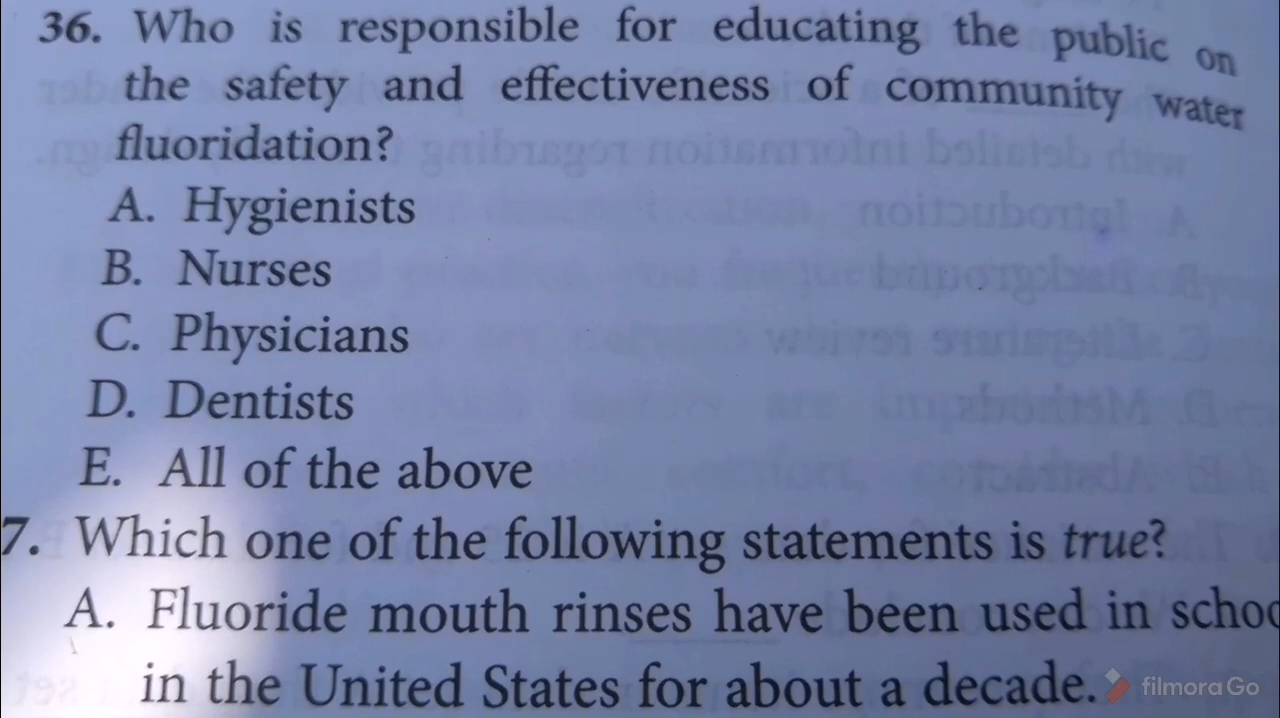 36. Who is responsible for educating the public on
the safety and effectiveness of community water
fluoridation?
A. Hygienists
B. Nurses
C. Physicians
D. Dentists
E. All of the above
7. Which one of the following statements is true?
A. Fluoride mouth rinses have been used in schoo
in the United States for about a decade.
filmoraGo